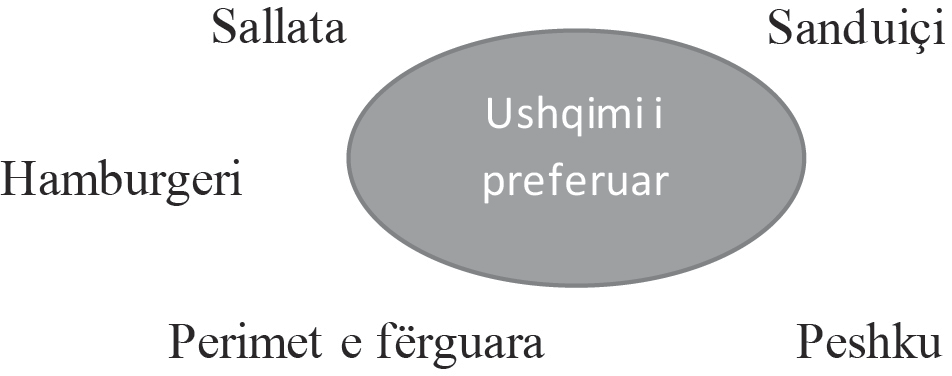 Sallata
Sanduiçi
Ushqimi i
preferuar
Hamburgeri
Perimet e fërguara
Peshku